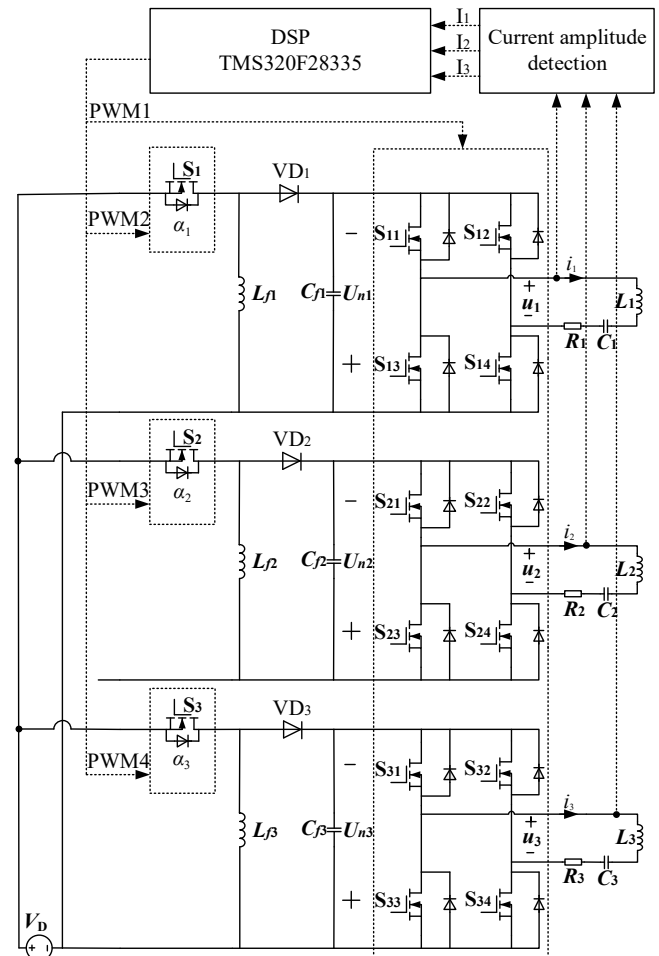 DSP
TMS320F28335
I1
I2
I3
Current amplitude
detection
PWM1
S1
α1
PWM2
VD1
Lf1
Cf1
Un1
−
+
S11
S12
S13
S14
+
u1
−
i1
L1
R1
C1
S2
α2
PWM3
VD2
Lf2
Cf2
Un2
−
+
S21
S22
S23
S24
+
u2
−
i2
L2
R2
C2
S3
α3
PWM4
VD3
Lf3
Cf3
Un3
−
+
S31
S32
S33
S34
+
u3
−
i3
L3
R3
C3
VD
+ −